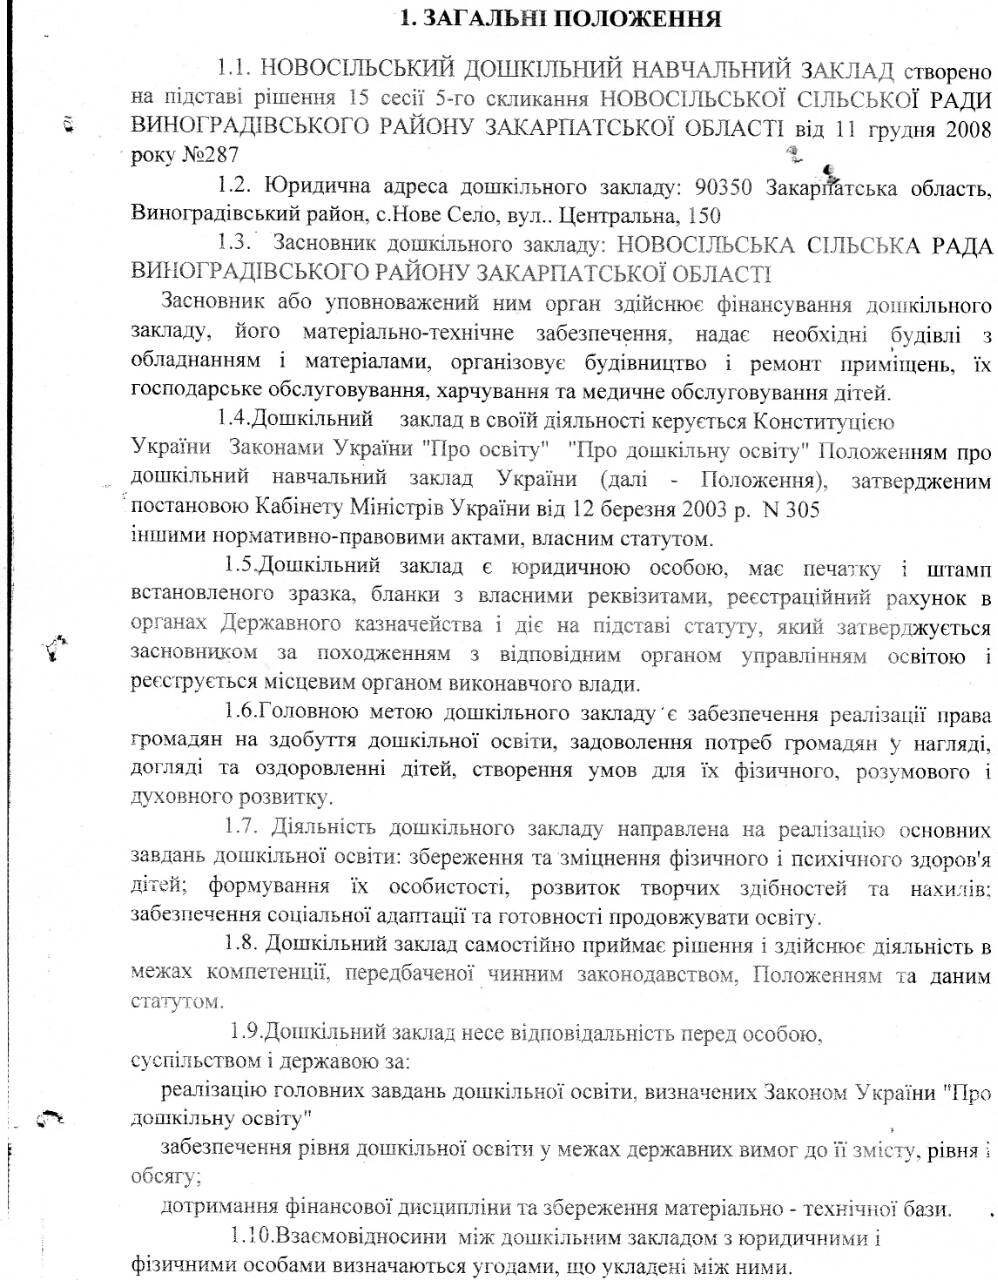 1. ЗАГАЛЬНІ ПОЛОЖЕННЯ
1.1. НОВОСІЛЬСЬКИЙ ДОШКІЛЬНИЙ НАВЧАЛЬНИЙ ЗАКЛАД створено
на підставі рішення 15 сесії 5-го скликання НОВОСІЛЬСЬКОЇ СІЛЬСЬКОЇ РАДИ
ВИНОГРАДІВСЬКОГО РАЙОНУ ЗАКАРПАТСЬКОЇ ОБЛАСТІ від 11 грудня 2008
року №287
1.2. Юридична адреса дошкільного закладу: 90350 Закарпатська область,
Виноградівський район, с.Нове Село, вул.. Центральна, 150
1.3. Засновник дошкільного закладу: НОВОСІЛЬСЬКА СІЛЬСЬКА РАДА
ВИНОГРАДІВСЬКОГО РАЙОНУ ЗАКАРПАТСЬКОЇ ОБЛАСТІ
Засновник або уповноважений ним орган здійснює фінансування дошкільного
закладу, його матеріально-технічне забезпечення, надає необхідні будівлі з
обладнанням і матеріалами, організовує будівництво і ремонт приміщень, їх
господарське обслуговування, харчування та медичне обслуговування дітей.
1.4.Дошкільний заклад в своїй діяльності керується Конституцією
України Законами України "Про освіту" "Про дошкільну освіту" Положенням про
дошкільний навчальний заклад України (далі - Положення), затвердженим
постановою Кабінету Міністрів України від 12 березня 2003 р. N 305
іншими нормативно-правовими актами, власним статутом.
1.5.Дошкільний заклад є юридичною особою, має печатку і штамп
встановленого зразка, бланки з власними реквізитами, реєстраційний рахунок в
органах Державного казначейства і діє на підставі статуту, який затверджується
засновником за походженням з відповідним органом управлінням освітою і
реєструється місцевим органом виконавчого влади.
1.6.Головною метою дошкільного закладу є забезпечення реалізації права
громадян на здобуття дошкільної освіти, задоволення потреб громадян у нагляді,
догляді та оздоровленні дітей, створення умов для їх фізичного, розумового і
духовного розвитку.
1.7. Діяльність дошкільного закладу направлена на реалізацію основних
завдань дошкільної освіти: збереження та зміцнення фізичного і психічного здоров'я
дітей; формування їх особистості, розвиток творчих здібностей та нахилів;
забезпечення соціальної адаптації та готовності продовжувати освіту.
1.8. Дошкільний заклад самостійно приймає рішення і здійснює діяльність в
межах компетенції, передбаченої чинним законодавством, Положенням та даним
статутом.
1.9.Дошкільний заклад несе відповідальність перед особою,
суспільством і державою за:
реалізацію головних завдань дошкільної освіти, визначених Законом України "Про
дошкільну освіту"
забезпечення рівня дошкільної освіти у межах державних вимог до її змісту, рівня і
обсягу;
дотримання фінансової дисципліни та збереження матеріально - технічної бази.
1.10.Взаємовідносини між дошкільним закладом з юридичними і
фізичними особами визначаються угодами, що укладені між ними.